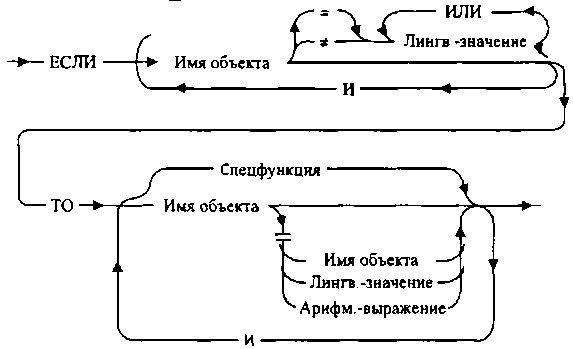 = ИЛИ
≠ Лингв.-значение
ЕСЛИ Имя объекта
И
Спецфункция
ТО Имя объекта
=
Имя объекта
Лингв.-значение
Арифм.-выражение
И